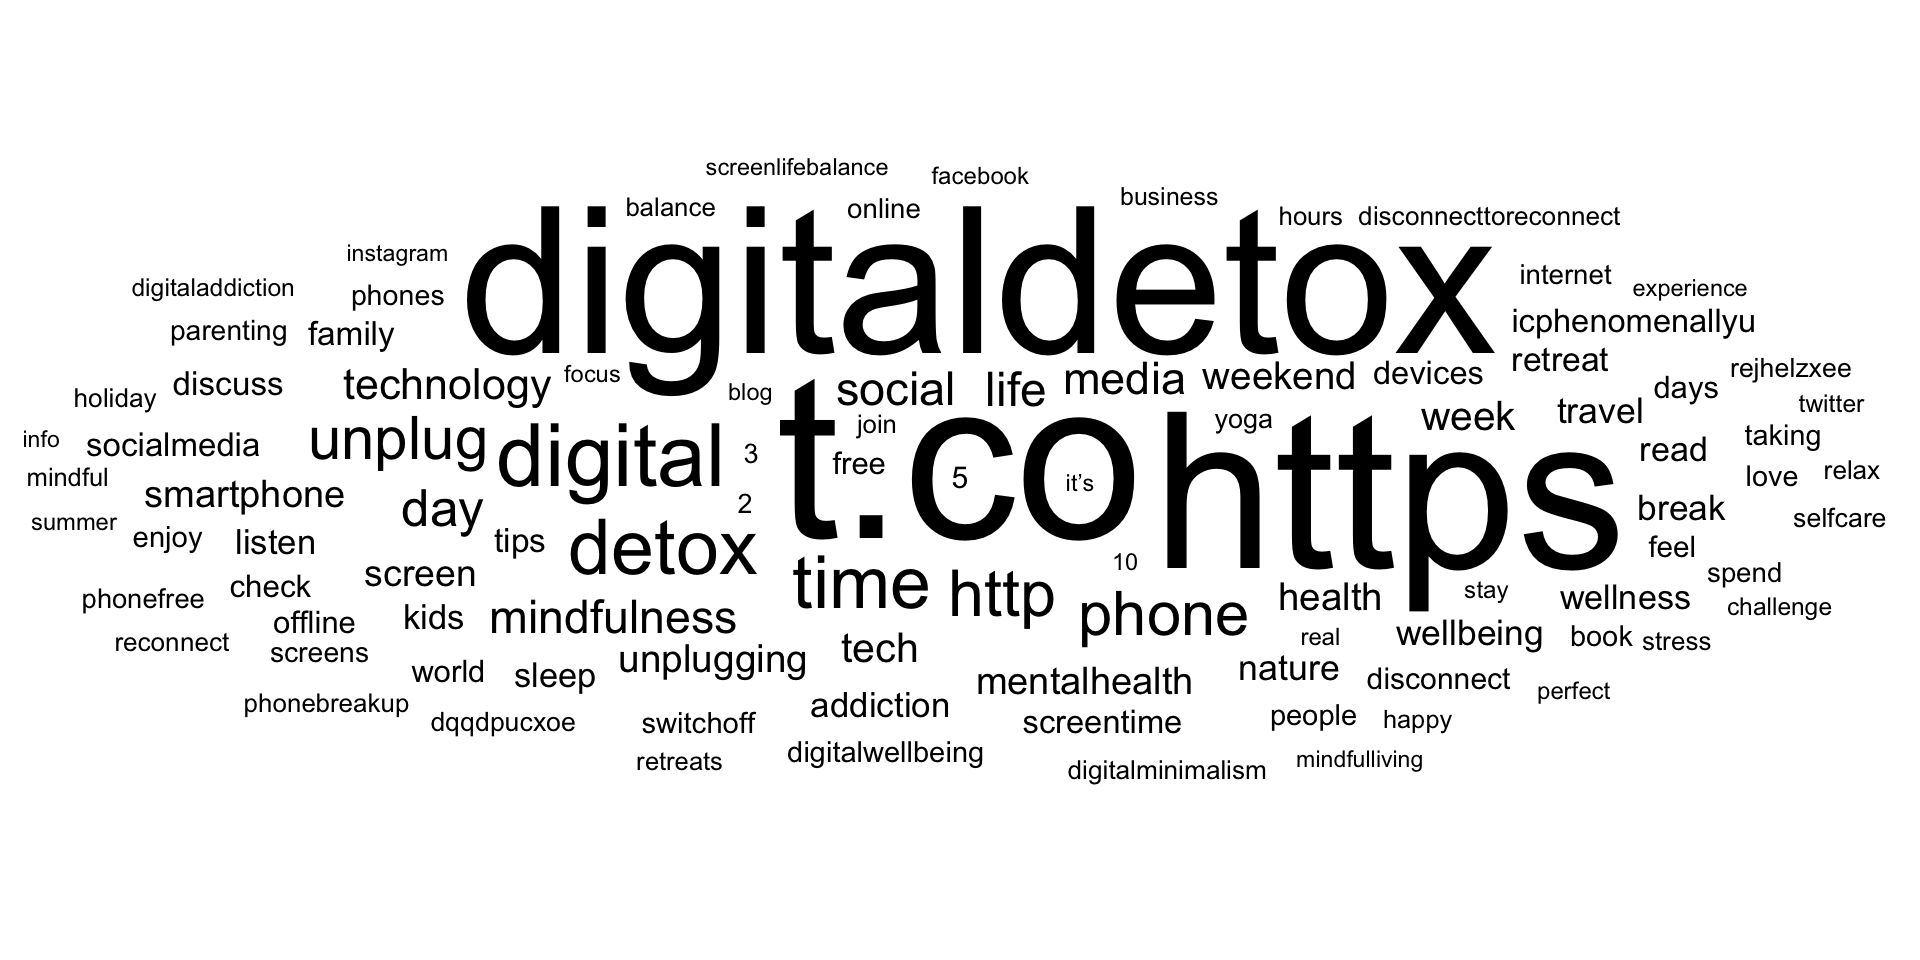 screenlifebalance
facebook
business
balance
online
hours
disconnecttoreconnect
instagram
digitaldetox
internet
digitaladdiction
phones
experience
parenting
family
icphenomenallyu
retreat
holiday
discuss
technology
focus
blog
social
life
media
weekend
devices
days
rejhelzxee
info
socialmedia
unplug
digital
3
t.co
join
free
5
it’s
yoga
https
week
travel
twitter
read
taking
mindful
smartphone
day
2
love
relax
summer
enjoy
listen
tips
detox
10
break
feel
selfcare
phonefree
check
screen
time
http
phone
health
stay
wellness
spend
challenge
reconnect
offline
screens
kids
mindfulness
tech
real
wellbeing
book
stress
world
sleep
unplugging
mentalhealth
nature
disconnect
perfect
phonebreakup
dqqdpucxoe
switchoff
addiction
screentime
people
happy
retreats
digitalwellbeing
digitalminimalism
mindfulliving